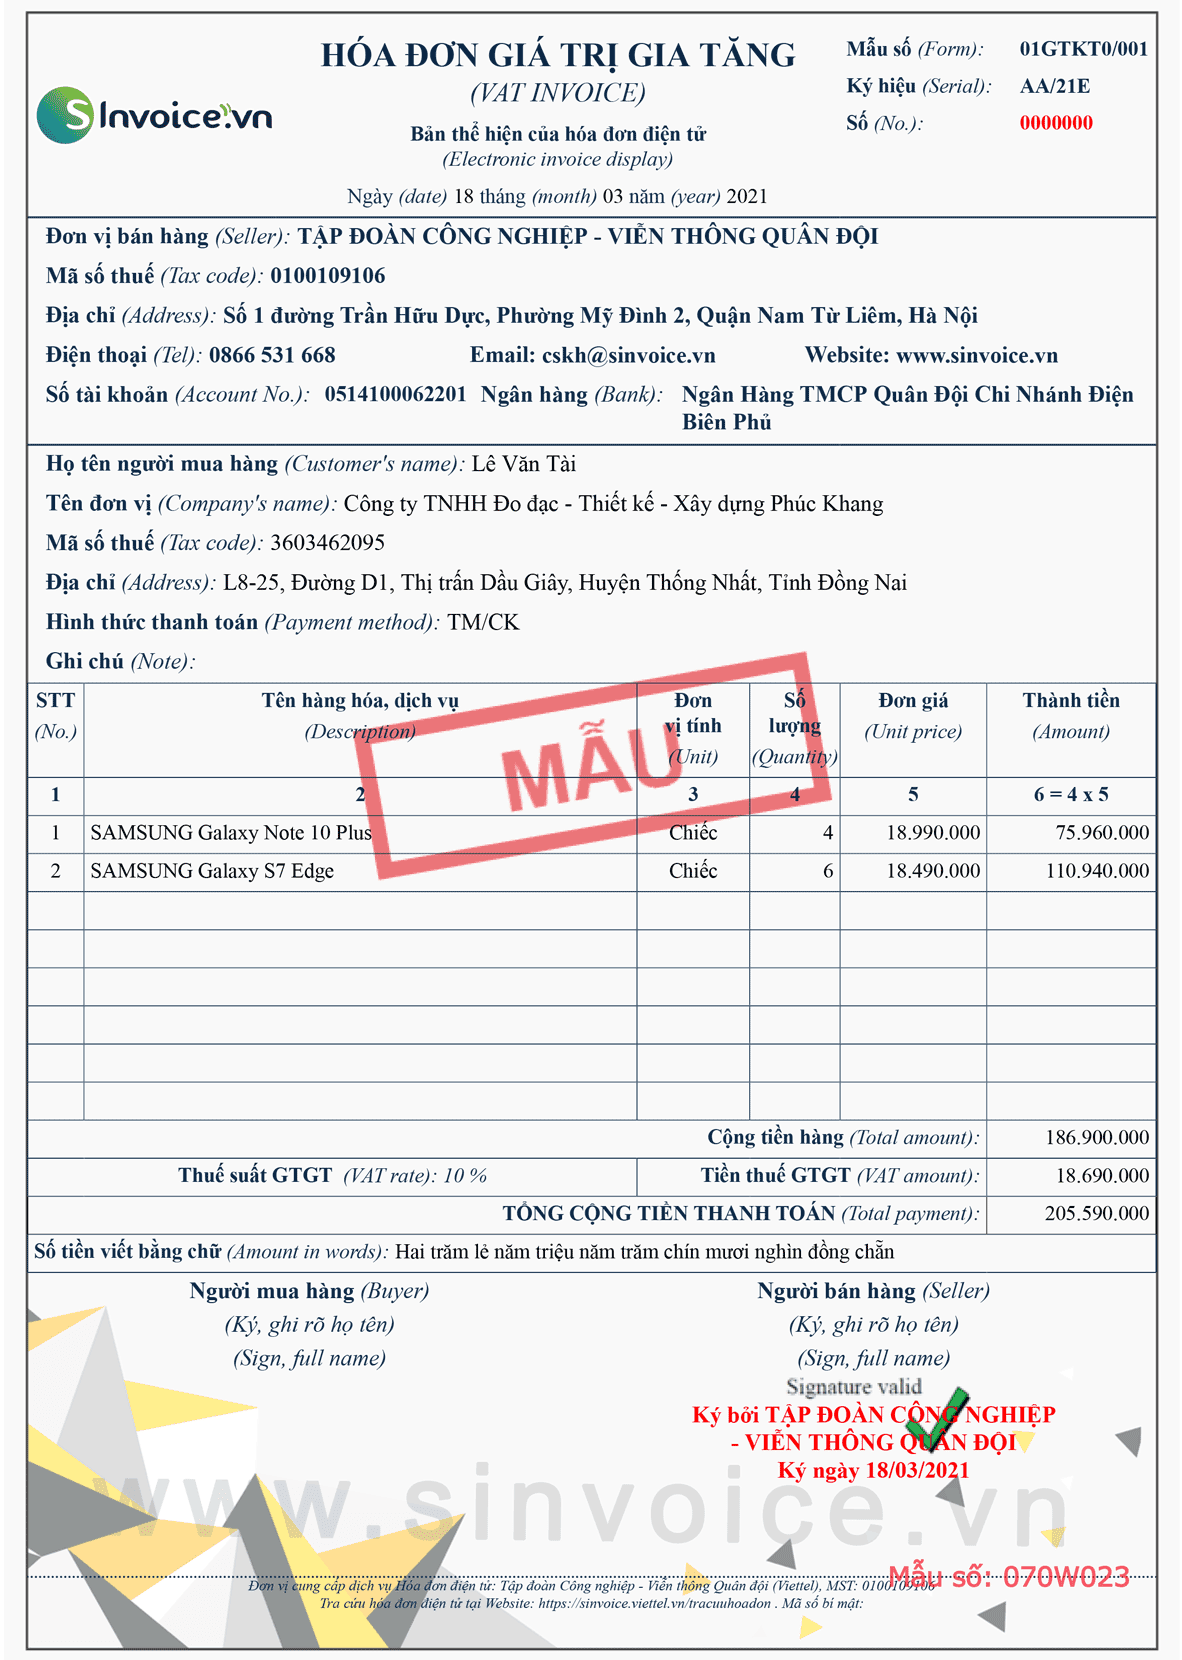 HÓA ĐƠN GIÁ TRỊ GIA TĂNG
(VAT INVOICE)
Bản thể hiện của hóa đơn điện tử
(Electronic invoice display)
Ngày (date) 18 tháng (month) 03 năm (year) 2021
SInvoice.vn
Mẫu số (Form): 01GTKT0/001
Ký hiệu (Serial): AA/21E
Số (No.): 0000000
Đơn vị bán hàng (Seller): TẬP ĐOÀN CÔNG NGHIỆP - VIỄN THÔNG QUÂN ĐỘI
Mã số thuế (Tax code): 0100109106
Địa chỉ (Address): Số 1 đường Trần Hữu Dực, Phường Mỹ Đình 2, Quận Nam Từ Liêm, Hà Nội
Điện thoại (Tel): 0866 531 668 Email: cskh@sinvoice.vn Website: www.sinvoice.vn
Số tài khoản (Account No.): 0514100062201 Ngân hàng (Bank): Ngân Hàng TMCP Quân Đội Chi Nhánh Điện
Biên Phủ
Họ tên người mua hàng (Customer's name): Lê Văn Tài
Tên đơn vị (Company's name): Công ty TNHH Đo đạc - Thiết kế - Xây dựng Phúc Khang
Mã số thuế (Tax code): 3603462095
Địa chỉ (Address): L8-25, Đường D1, Thị trấn Dầu Giây, Huyện Thống Nhất, Tỉnh Đồng Nai
Hình thức thanh toán (Payment method): TM/CK
Ghi chú (Note):
STT Tên hàng hóa, dịch vụ Đơn Số Đơn giá Thành tiền
vị tính lượng
(No.) (Description) (Unit) (Quantity) (Unit price) (Amount)
MẪU
1 2 3 4 5 6 = 4 x 5
1 SAMSUNG Galaxy Note 10 Plus Chiếc 4 18.990.000 75.960.000
2 SAMSUNG Galaxy S7 Edge Chiếc 6 18.490.000 110.940.000
Cộng tiền hàng (Total amount): 186.900.000
Thuế suất GTGT (VAT rate): 10 % Tiền thuế GTGT (VAT amount): 18.690.000
TỔNG CỘNG TIỀN THANH TOÁN (Total payment): 205.590.000
Số tiền viết bằng chữ (Amount in words): Hai trăm lẻ năm triệu năm trăm chín mươi nghìn đồng chẵn
Người mua hàng (Buyer) Người bán hàng (Seller)
(Ký, ghi rõ họ tên) (Ký, ghi rõ họ tên)
(Sign, full name) (Sign, full name)
Signature valid
Ký bởi TẬP ĐOÀN CÔNG NGHIỆP
- VIỄN THÔNG QUÂN ĐỘI
Ký ngày 18/03/2021
www.sinvoice.vn
Mẫu số: 070W023
Đơn vị cung cấp dịch vụ Hóa đơn điện tử: Tập đoàn Công nghiệp - Viễn thông Quân đội (Viettel), MST: 0100109106
Tra cứu hóa đơn điện tử tại Website: https://sinvoice.viettel.vn/tracuuhoadon . Mã số bí mật: